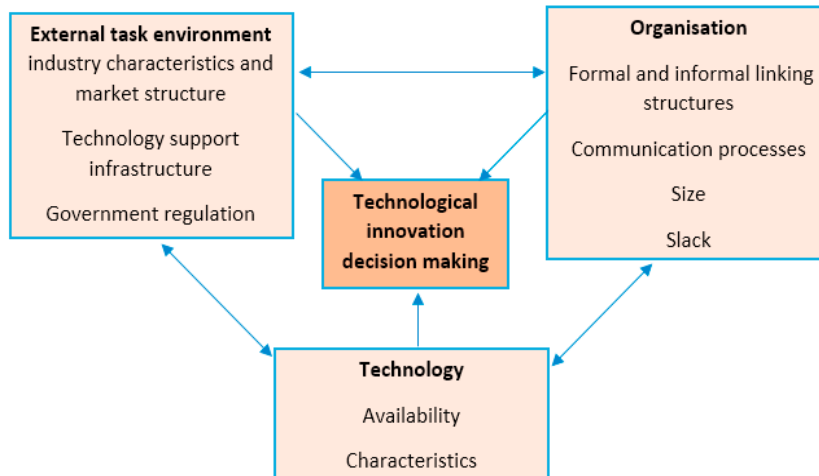 External task environment
industry characteristics and
market structure
Technology support
infrastructure
Government regulation
Organisation
Formal and informal linking
structures
Communication processes
Size
Slack
Technological
innovation
decision making
Technology
Availability
Characteristics